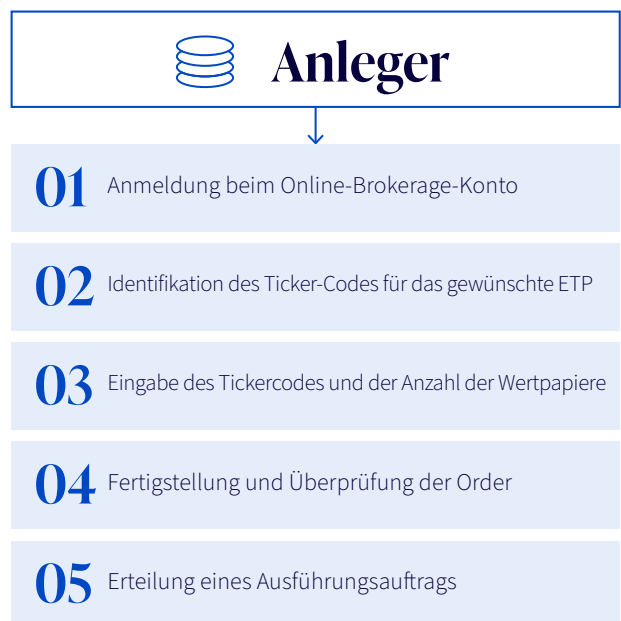 Anleger
01 Anmeldung beim Online-Brokerage-Konto
02 Identifikation des Ticker-Codes für das gewünschte ETP
03 Eingabe des Tickercodes und der Anzahl der Wertpapiere
04 Fertigstellung und Überprüfung der Order
05 Erteilung eines Ausführungsauftrags